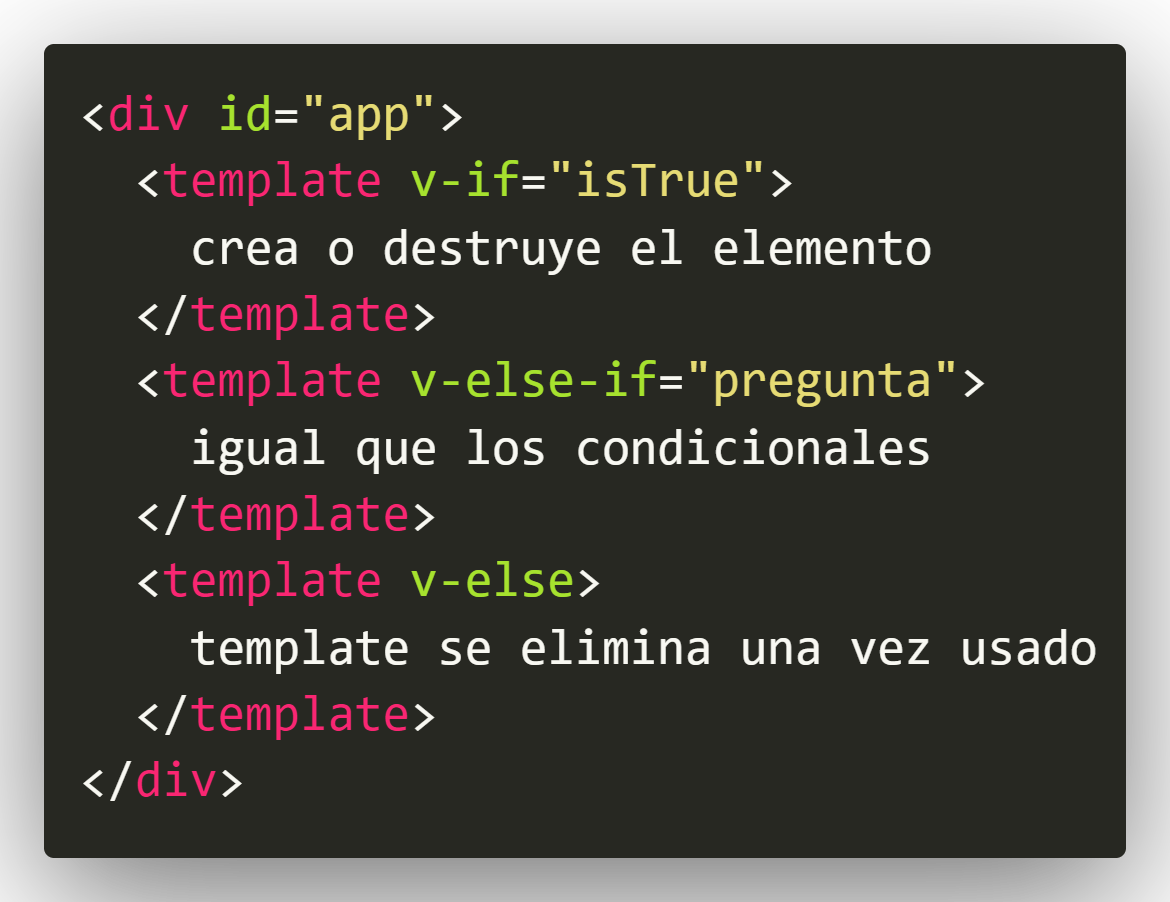 <div id="app">
  <template v-if="isTrue">
    crea o destruye el elemento
  </template>
  <template v-else-if="pregunta">
    igual que los condicionales
  </template>
  <template v-else>
    template se elimina una vez usado
  </template>
</div>